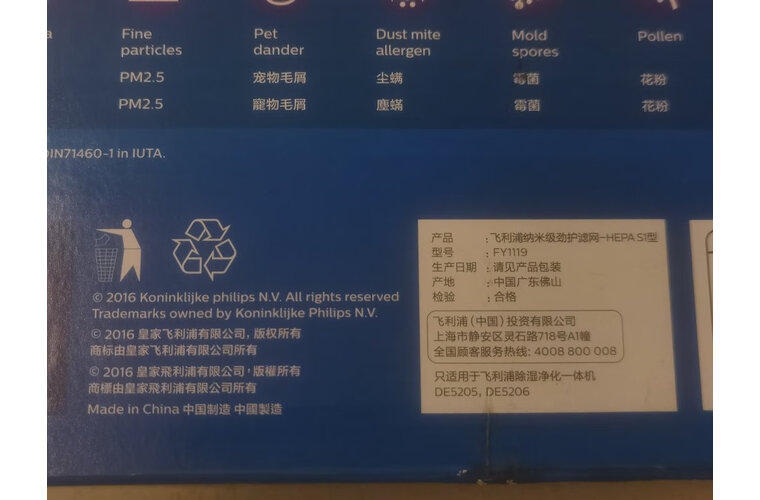 a
Fine particles
Pet dander
Dust mite allergen
Mold spores
Pollen
PM2.5 宠物毛屑 尘螨 霉菌 花粉
PM2.5 寵物毛屑 塵蟎 霉菌 花粉
DIN71460-1 in IUTA.
© 2016 Koninklijke philips N.V. All rights reserved
Trademarks owned by Koninklijke Philips N.V.
© 2016 皇家飞利浦有限公司，版权所有
商标由皇家飞利浦有限公司所有
© 2016 皇家飛利浦有限公司，版權所有
商標由皇家飛利浦有限公司所有
Made in China 中国制造 中國製造
产品 : 飞利浦纳米级劲护滤网-HEPA S1型
型号 : FY1119
生产日期 : 请见产品包装
产地 : 中国广东佛山
检验 : 合格
飞利浦（中国）投资有限公司
上海市静安区灵石路718号A1幢
全国顾客服务热线: 4008 800 008
只适用于飞利浦除湿净化一体机
DE5205, DE5206